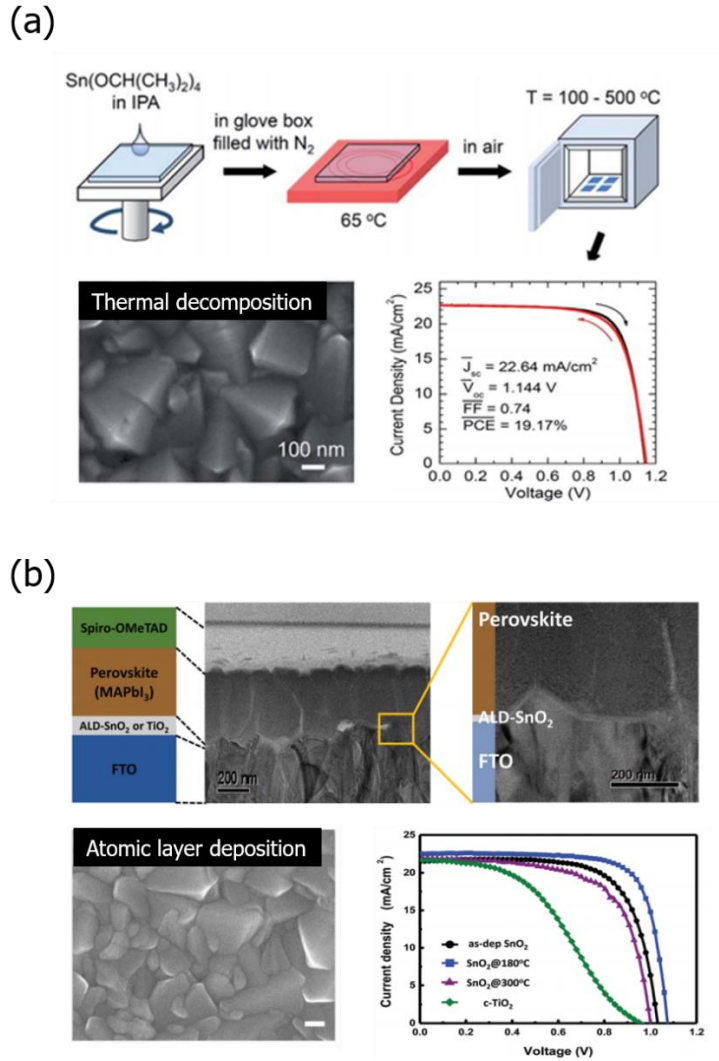 (a)
Sn(OCH(CH₃)₂)₄
in IPA
in glove box
filled with N₂
65 °C
in air
T = 100 - 500 °C
Thermal decomposition
100 nm
Current Density (mA/cm²)
25
20
15
10
5
0
J̅sc = 22.64 mA/cm²
V̅oc = 1.144 V
F̅F̅ = 0.74
P̅C̅E̅ = 19.17%
0.0 0.2 0.4 0.6 0.8 1.0 1.2
Voltage (V)
(b)
Spiro-OMeTAD
Perovskite
(MAPbI₃)
ALD-SnO₂ or TiO₂
FTO
200 nm
Perovskite
ALD-SnO₂
FTO
200 nm
Atomic layer deposition
Current density (mA/cm²)
25
20
15
10
5
0
as-dep SnO₂
SnO₂@180°C
SnO₂@300°C
c-TiO₂
0.0 0.2 0.4 0.6 0.8 1.0 1.2
Voltage (V)